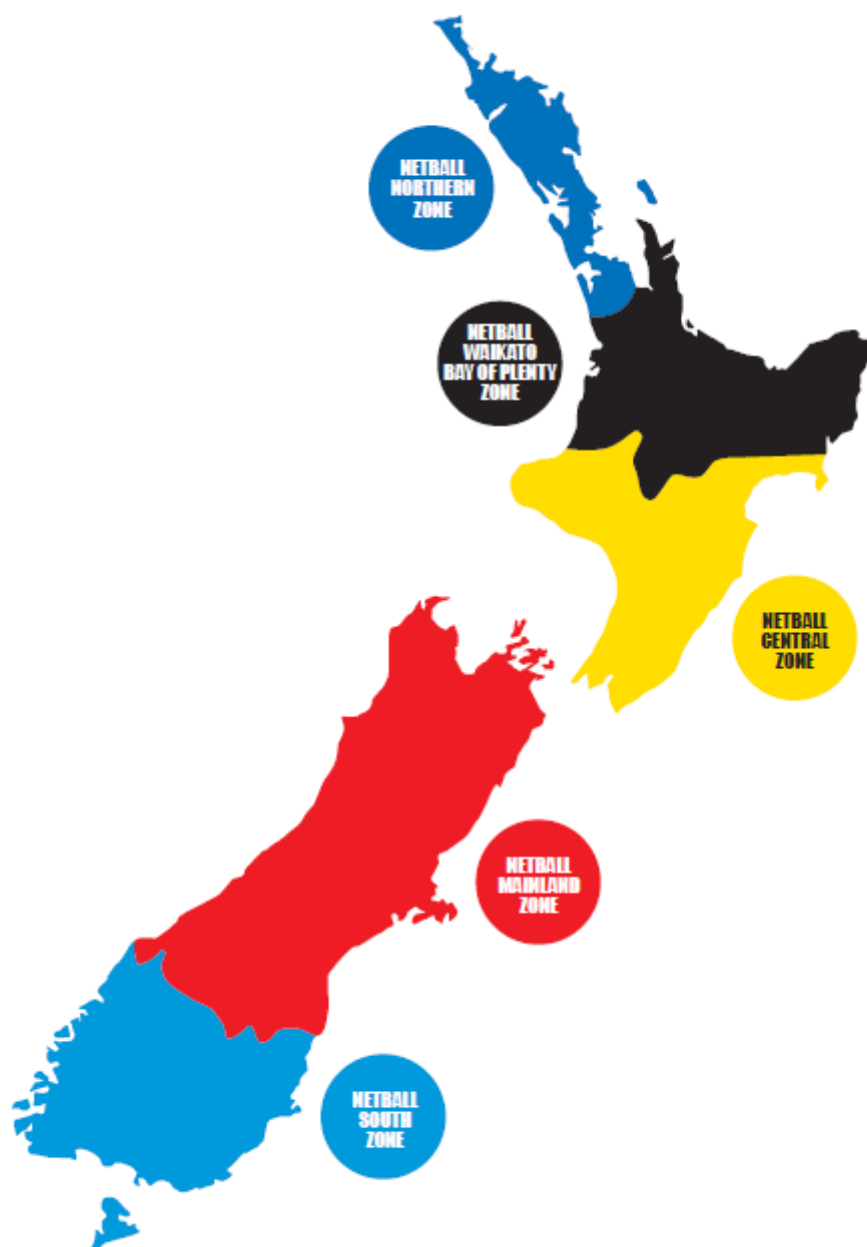 NETBALL
NORTHERN
ZONE
NETBALL
WAIKATO
BAY OF PLENTY
ZONE
NETBALL
CENTRAL
ZONE
NETBALL
MAINLAND
ZONE
NETBALL
SOUTH
ZONE